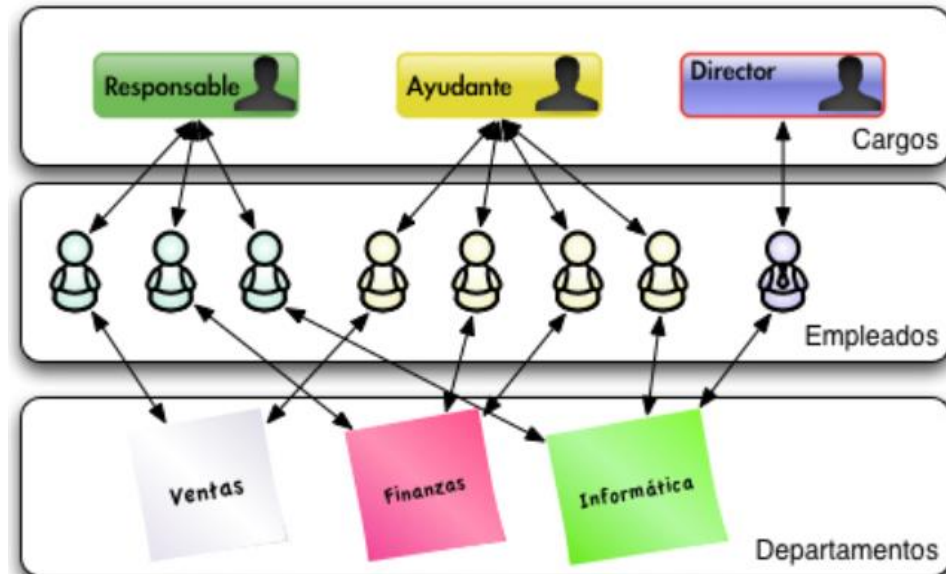 Responsable
Ayudante
Director
Cargos
Empleados
Ventas
Finanzas
Informática
Departamentos